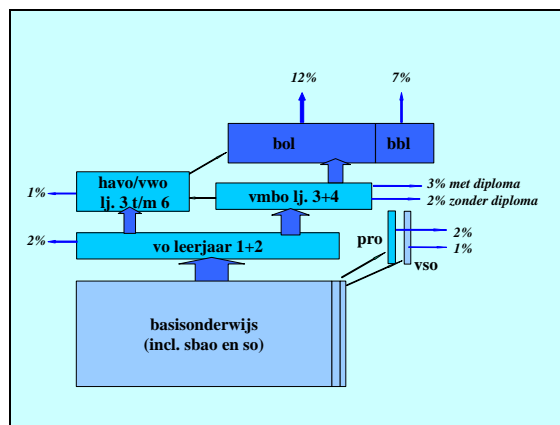 12%
7%
bol
bbl
havo/vwo
lj. 3 t/m 6
1%
vmbo lj. 3+4
3% met diploma
2% zonder diploma
2%
vo leerjaar 1+2
pro
2%
1%
vso
basisonderwijs
(incl. sbao en so)